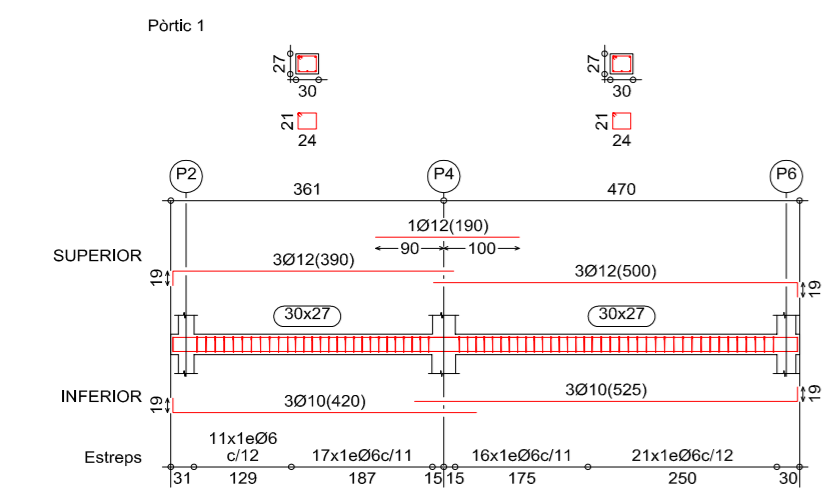 Pòrtic 1
27
27
30
30
21
21
24
24
P2
P4
P6
361
470
1Ø12(190)
90
100
SUPERIOR
3Ø12(390)
3Ø12(500)
19
19
30x27
30x27
INFERIOR
3Ø10(420)
3Ø10(525)
19
19
Estreps
11x1eØ6
c/12
17x1eØ6c/11
16x1eØ6c/11
21x1eØ6c/12
31
129
187
15
15
175
250
30